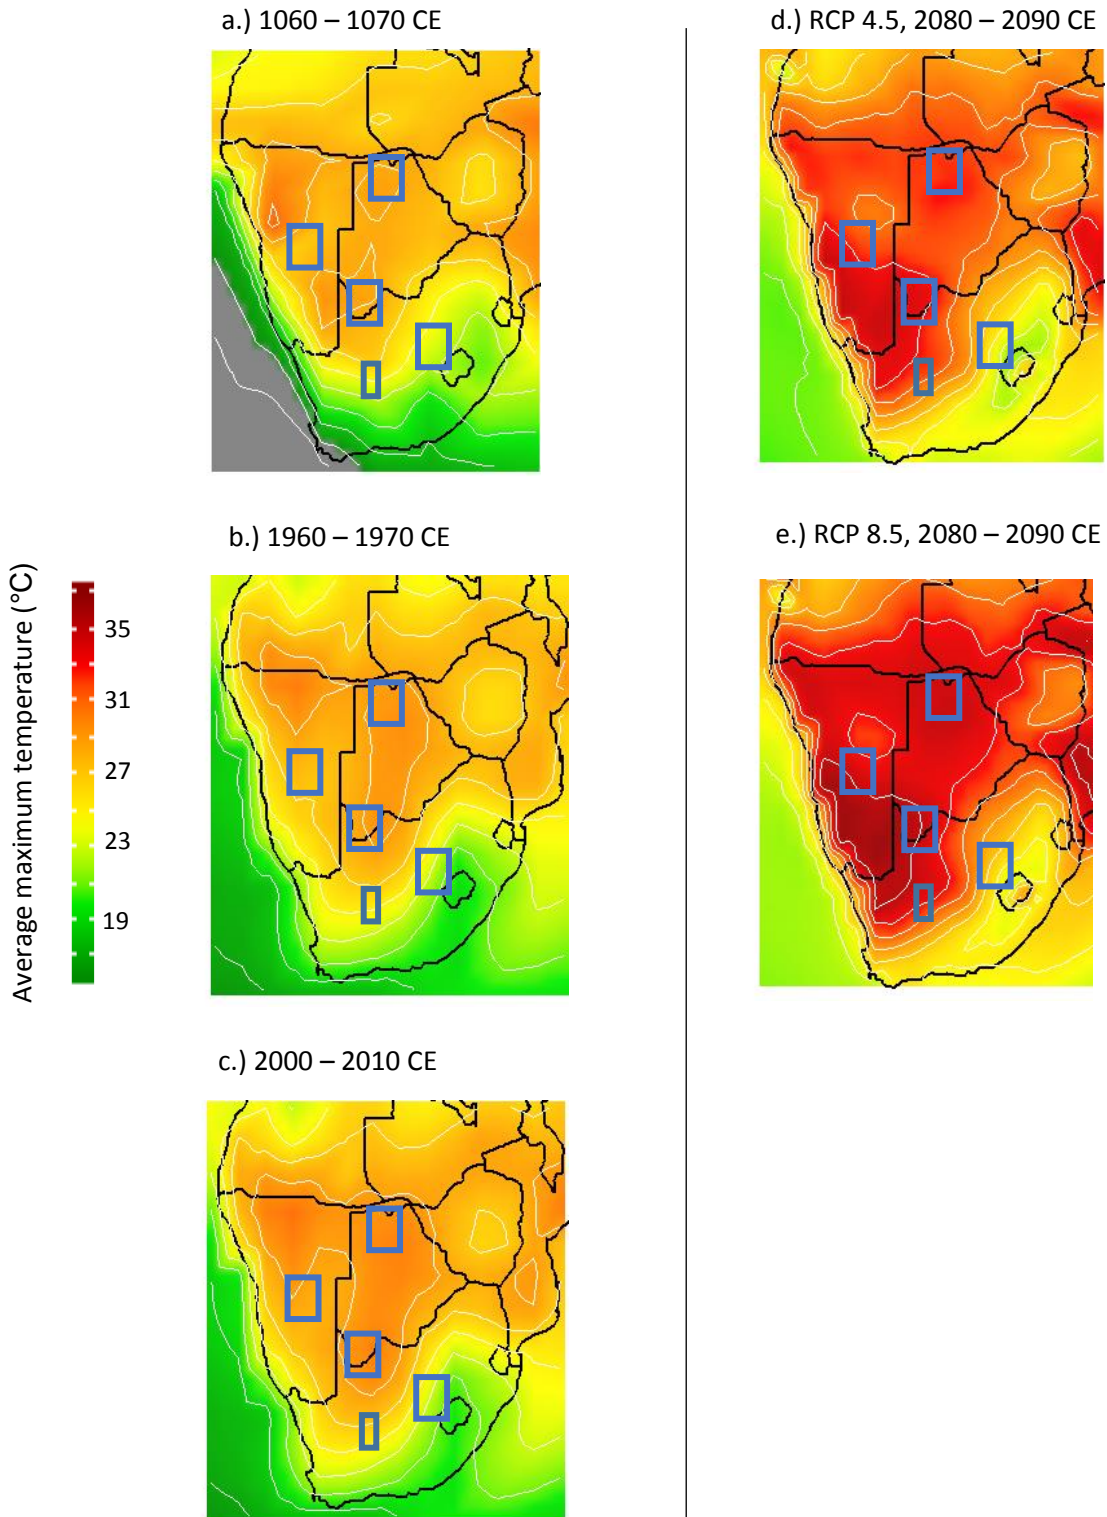 a.) 1060 – 1070 CE
d.) RCP 4.5, 2080 – 2090 CE
b.) 1960 – 1970 CE
e.) RCP 8.5, 2080 – 2090 CE
Average maximum temperature (°C)
35
31
27
23
19
c.) 2000 – 2010 CE